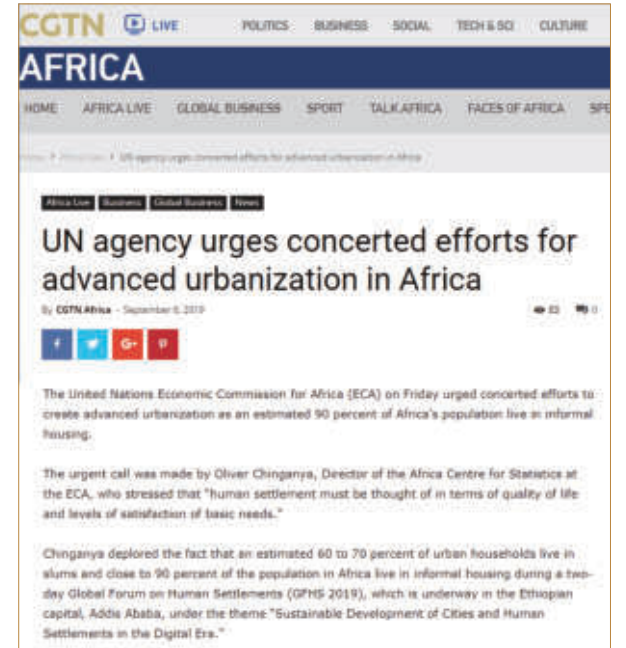 CGTN LIVE POLITICS BUSINESS SOCIAL TECH & SCI CULTURE
AFRICA
HOME AFRICA LIVE GLOBAL BUSINESS SPORT TALK AFRICA FACES OF AFRICA SPE
UN agency urges concerted efforts for advanced urbanization in Africa
Africa Live Business Global Business News
UN agency urges concerted efforts for
advanced urbanization in Africa
By CGTN Africa - September 6, 2019
The United Nations Economic Commission for Africa (ECA) on Friday urged concerted efforts to
create advanced urbanization as an estimated 90 percent of Africa's population live in informal
housing.
The urgent call was made by Oliver Chinganya, Director of the Africa Centre for Statistics at
the ECA, who stressed that "human settlement must be thought of in terms of quality of life
and levels of satisfaction of basic needs."
Chinganya deplored the fact that an estimated 60 to 70 percent of urban households live in
slums and close to 90 percent of the population in Africa live in informal housing during a two-
day Global Forum on Human Settlements (GFHS 2019), which is underway in the Ethiopian
capital, Addis Ababa, under the theme "Sustainable Development of Cities and Human
Settlements in the Digital Era."